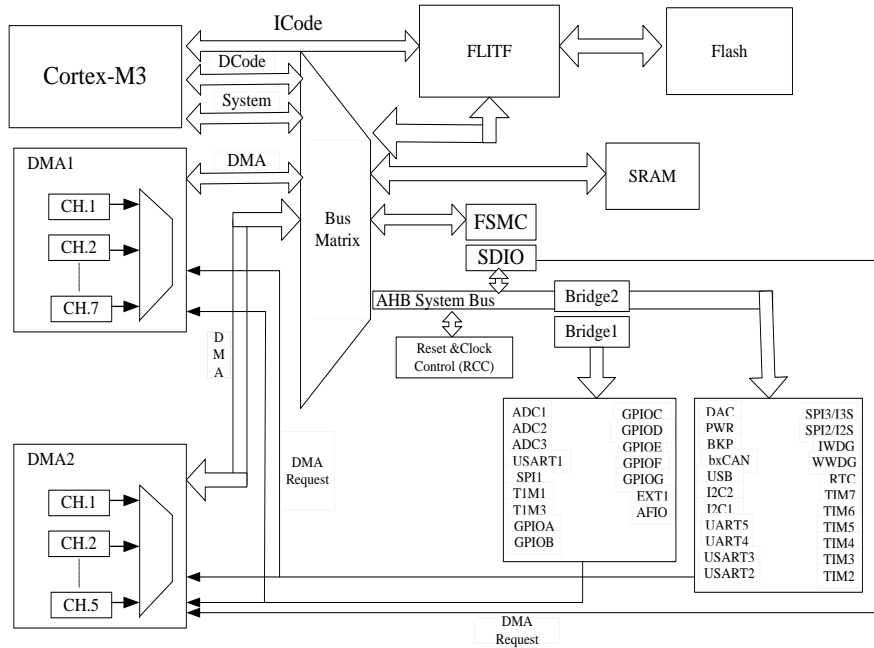 ICode
Cortex-M3
DCode
System
FLITF
Flash
DMA1
CH.1
CH.2
CH.7
DMA
Bus
Matrix
SRAM
FSMC
SDIO
AHB System Bus
Bridge2
Bridge1
Reset &Clock
Control (RCC)
D
M
A
DMA2
CH.1
CH.2
CH.5
DMA
Request
ADC1
ADC2
ADC3
USART1
SPI1
T1M1
T1M3
GPIOA
GPIOB
GPIOC
GPIOD
GPIOE
GPIOF
GPIOG
EXT1
AFIO
DAC
PWR
BKP
bxCAN
USB
I2C2
I2C1
UART5
UART4
USART3
USART2
SPI3/I3S
SPI2/I2S
IWDG
WWDG
RTC
TIM7
TIM6
TIM5
TIM4
TIM3
TIM2
DMA
Request